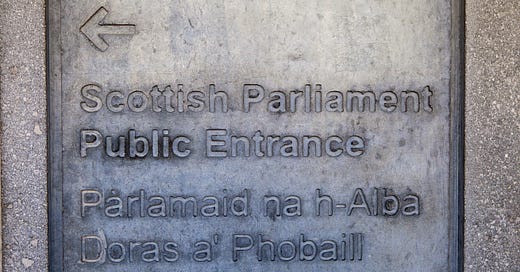 Scottish Parliament
Public Entrance
Pàrlamaid na h-Alba
Doras a' Phobaill